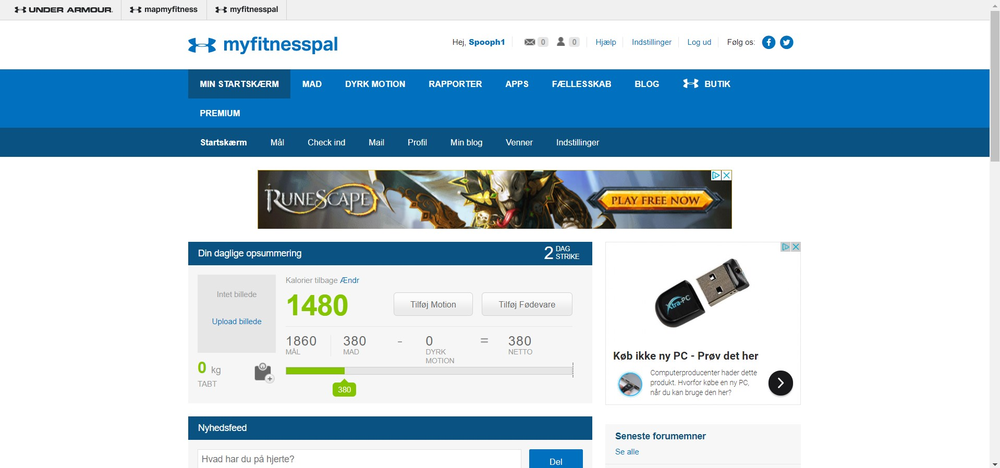 UNDER ARMOUR
mapmyfitness
myfitnesspal
myfitnesspal
Hej, Spooph1
0
0
Hjælp
Indstillinger
Log ud
Følg os:
MIN STARTSKÆRM
MAD
DYRK MOTION
RAPPORTER
APPS
FÆLLESSKAB
BLOG
BUTIK
PREMIUM
Startskærm
Mål
Check ind
Mail
Profil
Min blog
Venner
Indstillinger
RUNESCAPE
PLAY FREE NOW
Din daglige opsummering
2 DAG
STRIKE
Intet billede
Upload billede
0 kg
TABT
Kalorier tilbage Ændr
1480
Tilføj Motion
Tilføj Fødevare
1860
MÅL
380
MAD
-
0
DYRK
MOTION
=
380
NETTO
380
Xtra-PC
Køb ikke ny PC - Prøv det her
Computerproducenter hader dette
produkt. Hvorfor købe en ny PC,
når du kan bruge den her?
Nyhedsfeed
Hvad har du på hjerte?
Del
Seneste forumemner
Se alle